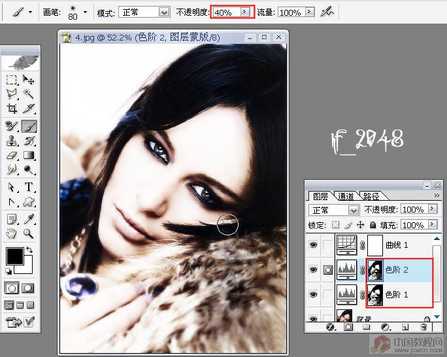 画笔: 80 模式: 正常 不透明度: 40% 流量: 100%
4.jpg @ 52.2% (色阶 2, 图层蒙版/8)
jf_2048
图层 通道 路径
正常 不透明度: 100%
锁定: 填充: 100%
曲线 1
色阶 2
色阶 1
背景
中国教程网